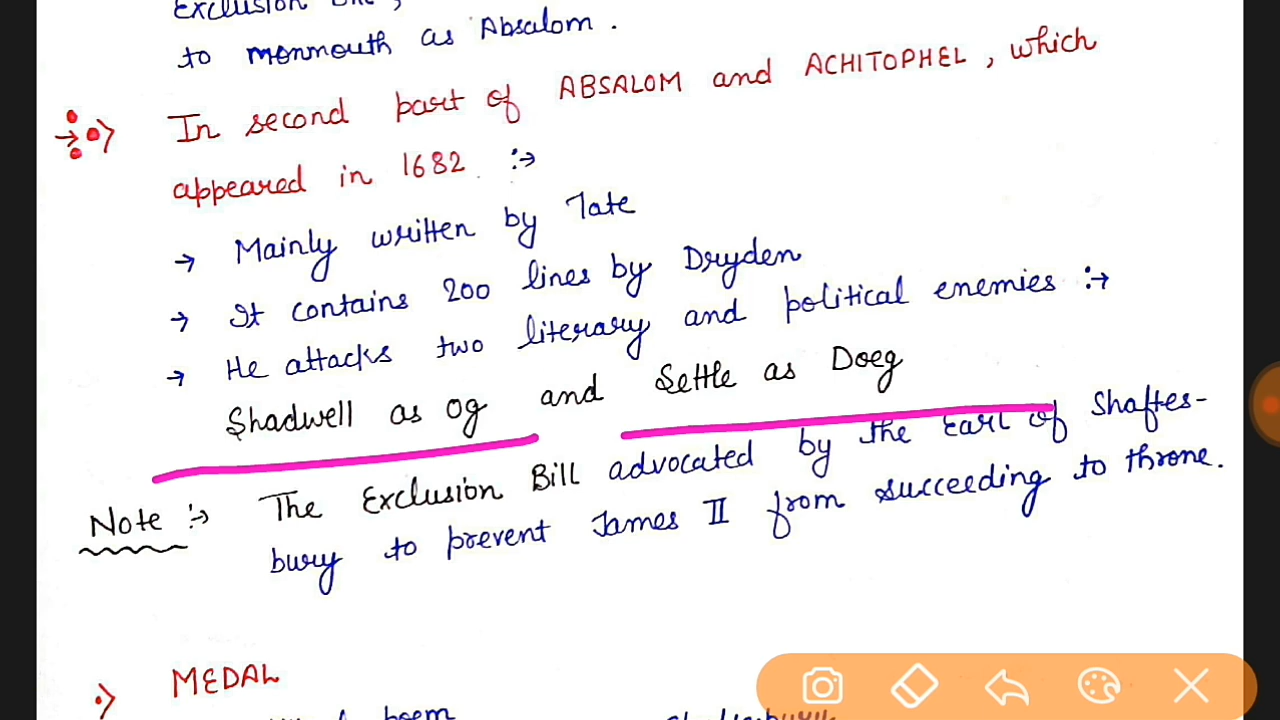 Exclusion Bill,
to monmouth as Absalom.
In second part of ABSALOM and ACHITOPHEL, which
appeared in 1682 :→
→ Mainly written by Tate
→ It contains 200 lines by Dryden
→ He attacks two literary and political enemies :→
Shadwell as Og and Settle as Doeg
Note :→ The Exclusion Bill advocated by the Earl of Shaftes-
bury to prevent James II from succeeding to throne.
MEDAL
poem